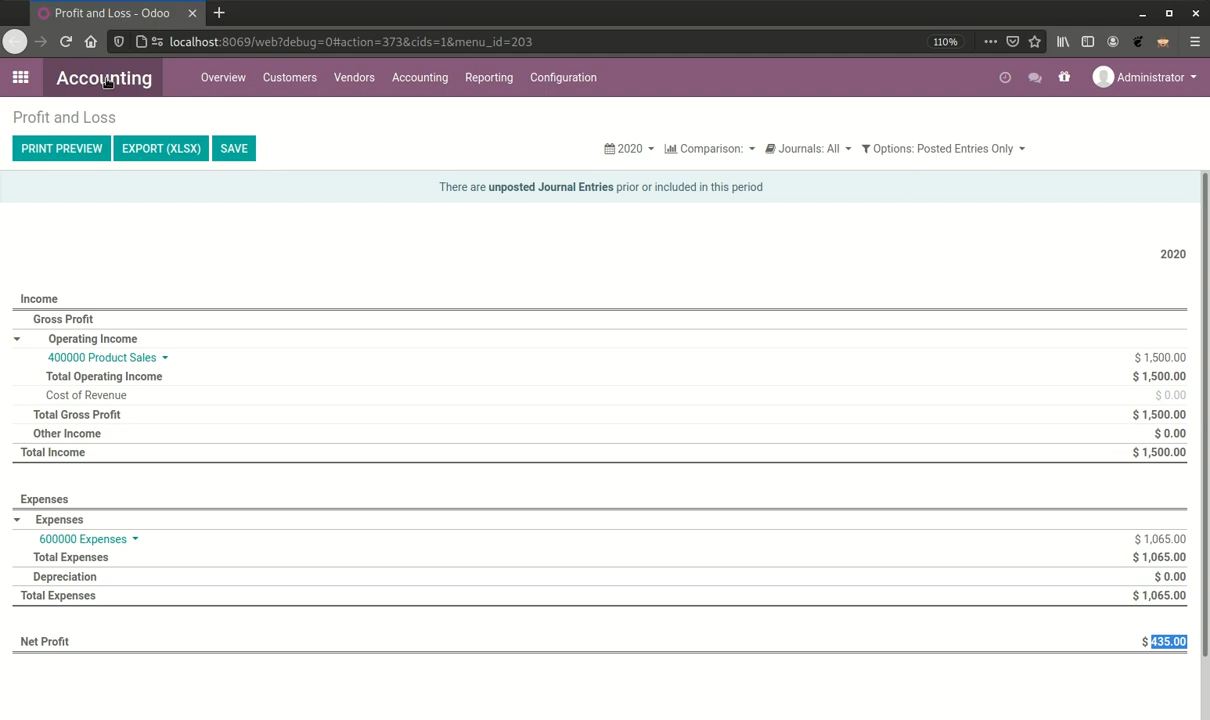 Profit and Loss - Odoo
localhost:8069/web?debug=0#action=373&cids=1&menu_id=203
110%
Accounting Overview Customers Vendors Accounting Reporting Configuration Administrator
Profit and Loss
PRINT PREVIEW EXPORT (XLSX) SAVE 2020 Comparison: Journals: All Options: Posted Entries Only
There are unposted Journal Entries prior or included in this period
2020
Income
Gross Profit
Operating Income
400000 Product Sales $ 1,500.00
Total Operating Income $ 1,500.00
Cost of Revenue $ 0.00
Total Gross Profit $ 1,500.00
Other Income $ 0.00
Total Income $ 1,500.00
Expenses
Expenses
600000 Expenses $ 1,065.00
Total Expenses $ 1,065.00
Depreciation $ 0.00
Total Expenses $ 1,065.00
Net Profit $ 435.00